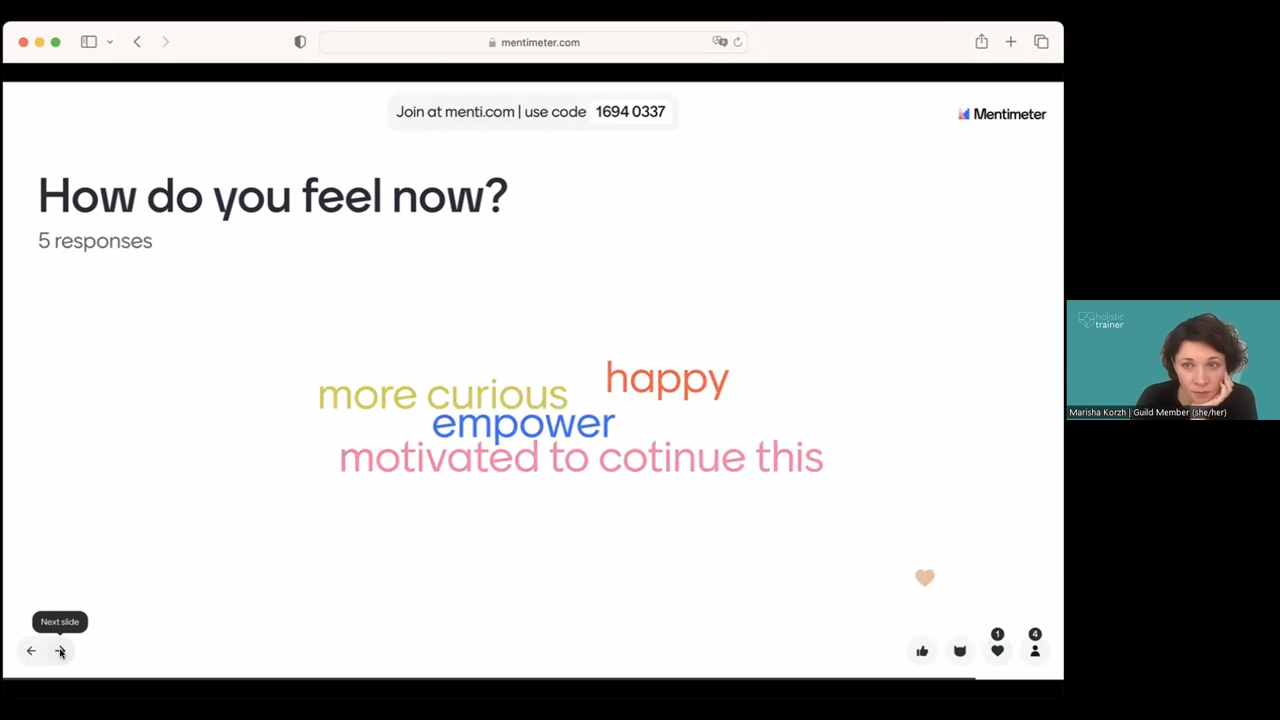 mentimeter.com
Join at menti.com | use code 1694 0337
Mentimeter
How do you feel now?
5 responses
happy
more curious
empower
motivated to cotinue this
holistic
trainer
Marisha Korzh | Guild Member (she/her)
Next slide
1
4